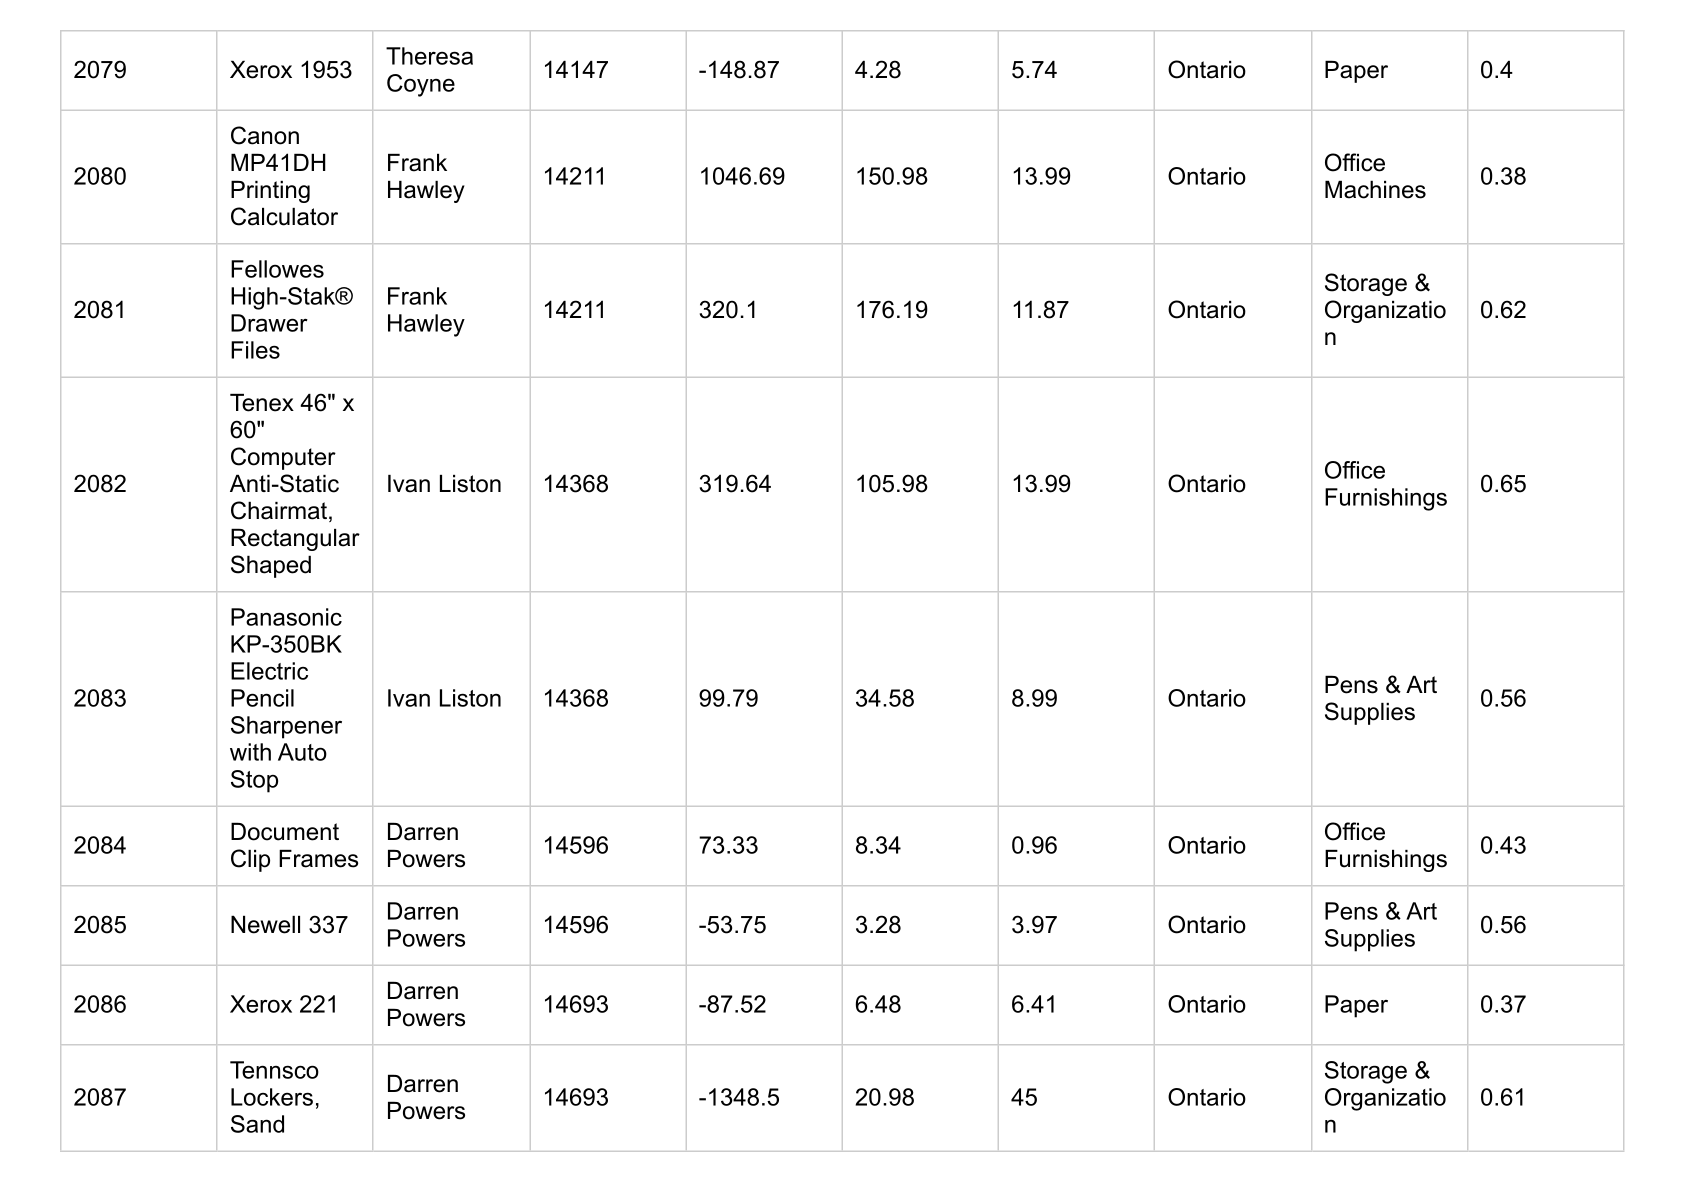 2079 Xerox 1953 Theresa Coyne 14147 -148.87 4.28 5.74 Ontario Paper 0.4
2080 Canon MP41DH Printing Calculator Frank Hawley 14211 1046.69 150.98 13.99 Ontario Office Machines 0.38
2081 Fellowes High-Stak® Drawer Files Frank Hawley 14211 320.1 176.19 11.87 Ontario Storage & Organization 0.62
2082 Tenex 46" x 60" Computer Anti-Static Chairmat, Rectangular Shaped Ivan Liston 14368 319.64 105.98 13.99 Ontario Office Furnishings 0.65
2083 Panasonic KP-350BK Electric Pencil Sharpener with Auto Stop Ivan Liston 14368 99.79 34.58 8.99 Ontario Pens & Art Supplies 0.56
2084 Document Clip Frames Darren Powers 14596 73.33 8.34 0.96 Ontario Office Furnishings 0.43
2085 Newell 337 Darren Powers 14596 -53.75 3.28 3.97 Ontario Pens & Art Supplies 0.56
2086 Xerox 221 Darren Powers 14693 -87.52 6.48 6.41 Ontario Paper 0.37
2087 Tennsco Lockers, Sand Darren Powers 14693 -1348.5 20.98 45 Ontario Storage & Organization 0.61